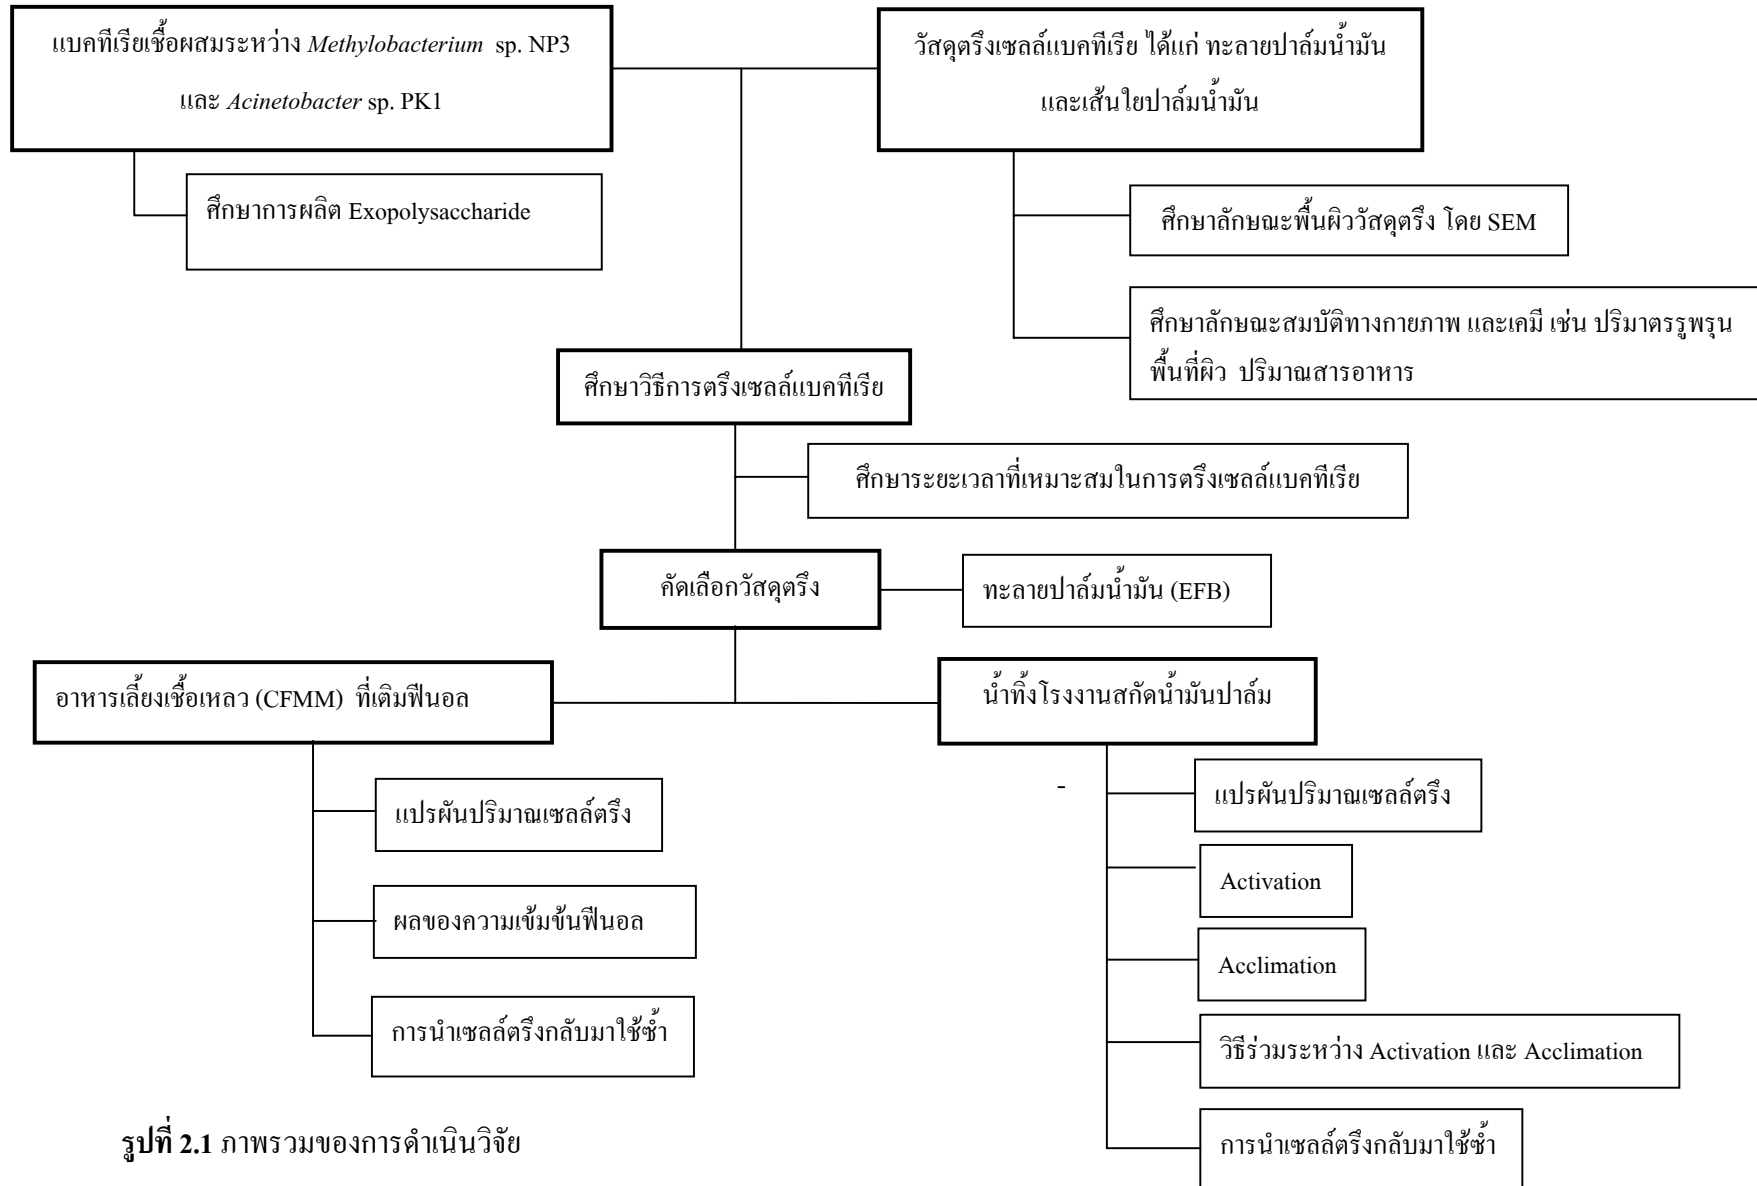 แบคทีเรียเชื้อผสมระหว่าง Methylobacterium sp. NP3
และ Acinetobacter sp. PK1
วัสดุตรึงเซลล์แบคทีเรีย ได้แก่ ทะลายปาล์มน้ำมัน
และเส้นใยปาล์มน้ำมัน
ศึกษาการผลิต Exopolysaccharide
ศึกษาลักษณะพื้นผิววัสดุตรึง โดย SEM
ศึกษาลักษณะสมบัติทางกายภาพ และเคมี เช่น ปริมาตรรูพรุน
พื้นที่ผิว ปริมาณสารอาหาร
ศึกษาวิธีการตรึงเซลล์แบคทีเรีย
ศึกษาระยะเวลาที่เหมาะสมในการตรึงเซลล์แบคทีเรีย
คัดเลือกวัสดุตรึง
ทะลายปาล์มน้ำมัน (EFB)
อาหารเลี้ยงเชื้อเหลว (CFMM) ที่เติมฟีนอล
น้ำทิ้งโรงงานสกัดน้ำมันปาล์ม
แปรผันปริมาณเซลล์ตรึง
ผลของความเข้มข้นฟีนอล
การนำเซลล์ตรึงกลับมาใช้ซ้ำ
-
แปรผันปริมาณเซลล์ตรึง
Activation
Acclimation
วิธีร่วมระหว่าง Activation และ Acclimation
การนำเซลล์ตรึงกลับมาใช้ซ้ำ
รูปที่ 2.1 ภาพรวมของการดำเนินวิจัย